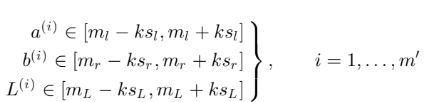 a^{(i)} ∈ [m_l − ks_l, m_l + ks_l]
b^{(i)} ∈ [m_r − ks_r, m_r + ks_r] }, i = 1, . . . , m′
L^{(i)} ∈ [m_L − ks_L, m_L + ks_L]